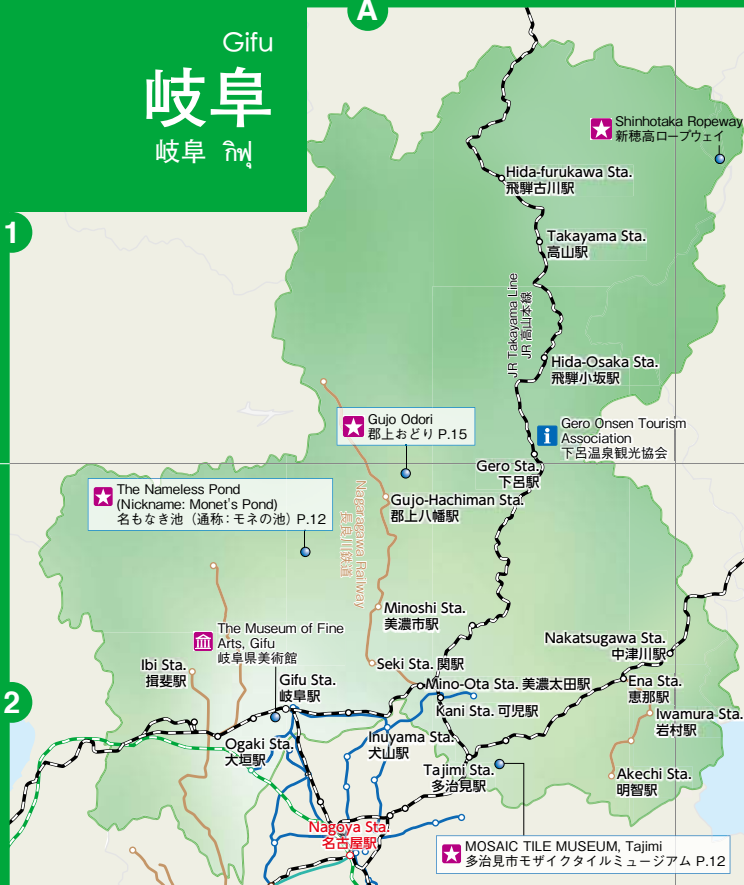 A
Gifu
岐阜
岐阜 กิฟุ
1
Shinhotaka Ropeway
新穂高ロープウェイ
Hida-furukawa Sta.
飛騨古川駅
Takayama Sta.
高山駅
JR Takayama Line
JR 高山本線
Hida-Osaka Sta.
飛騨小坂駅
Gujo Odori
郡上おどり P.15
Gero Onsen Tourism
Association
下呂温泉観光協会
Gero Sta.
下呂駅
The Nameless Pond
(Nickname: Monet's Pond)
名もなき池（通称：モネの池）P.12
Gujo-Hachiman Sta.
郡上八幡駅
Nagaragawa Railway
長良川鉄道
Minoshi Sta.
美濃市駅
The Museum of Fine
Arts, Gifu
岐阜県美術館
Nakatsugawa Sta.
中津川駅
Ibi Sta.
揖斐駅
Seki Sta. 関駅
2
Gifu Sta.
岐阜駅
Mino-Ota Sta. 美濃太田駅
Ena Sta.
恵那駅
Kani Sta. 可児駅
Iwamura Sta.
岩村駅
Ogaki Sta.
大垣駅
Inuyama Sta.
犬山駅
Tajimi Sta.
多治見駅
Akechi Sta.
明智駅
Nagoya Sta.
名古屋駅
MOSAIC TILE MUSEUM, Tajimi
多治見市モザイクタイルミュージアム P.12